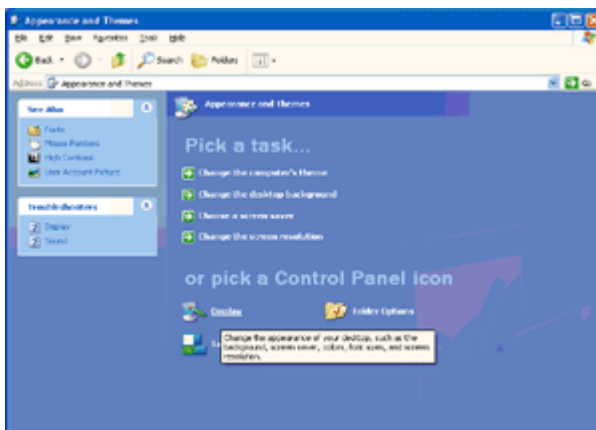 Appearance and Themes
File Edit View Favorites Tools Help
Back Search Folders
Address Appearance and Themes
See Also
Fonts
Mouse Pointers
High Contrast
User Account Picture
Troubleshooters
Display
Sound
Appearance and Themes
Pick a task...
Change the computer's theme
Change the desktop background
Choose a screen saver
Change the screen resolution
or pick a Control Panel icon
Display
Folder Options
Change the appearance of your desktop, such as the
background, screen saver, colors, font sizes, and screen
resolution.